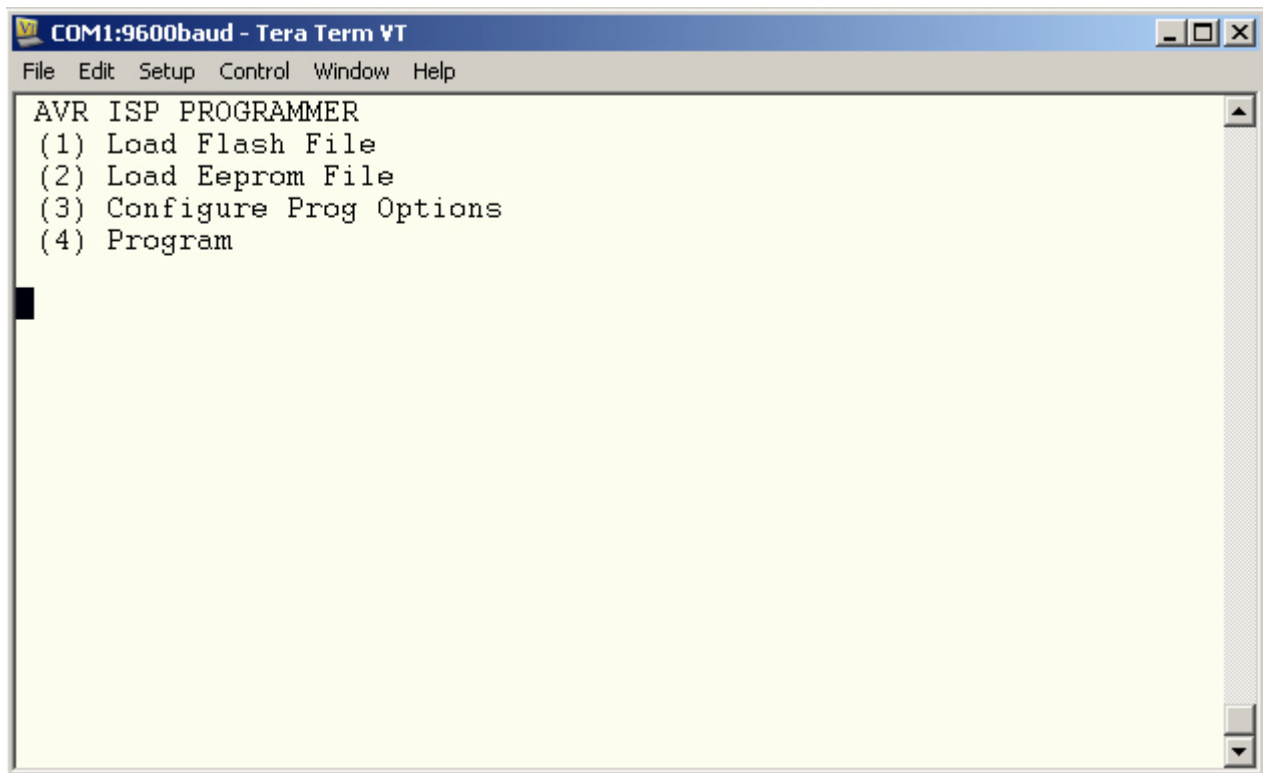 COM1:9600baud - Tera Term VT
File Edit Setup Control Window Help
AVR ISP PROGRAMMER
(1) Load Flash File
(2) Load Eeprom File
(3) Configure Prog Options
(4) Program